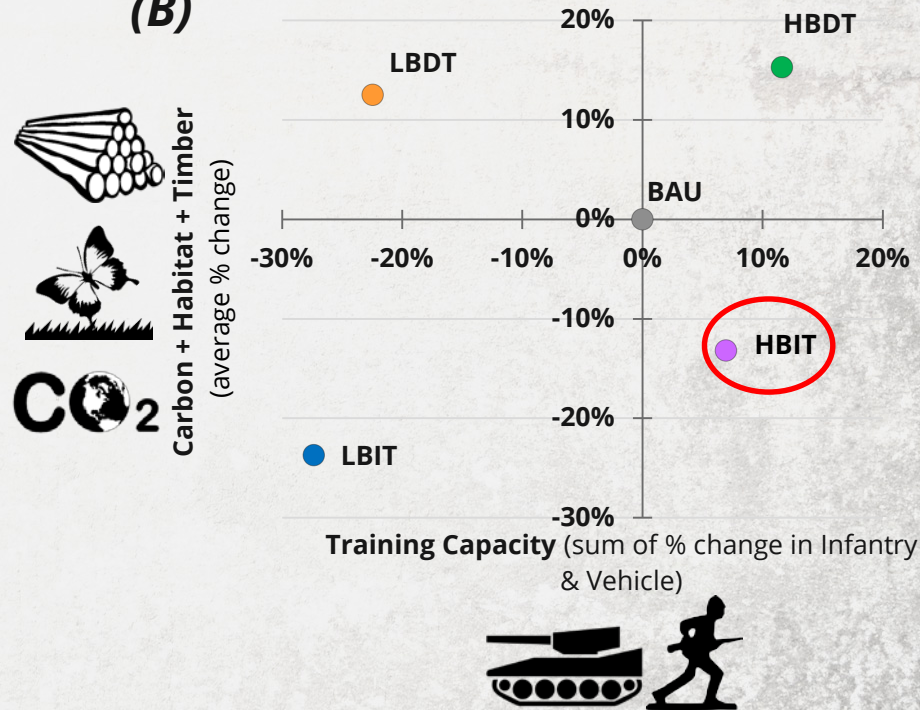 (B)
20%
HBDT
LBDT
10%
BAU
0%
-30%
-20%
-10%
0%
10%
20%
-10%
HBIT
-20%
LBIT
-30%
Carbon + Habitat + Timber
(average % change)
CO2
Training Capacity (sum of % change in Infantry
& Vehicle)